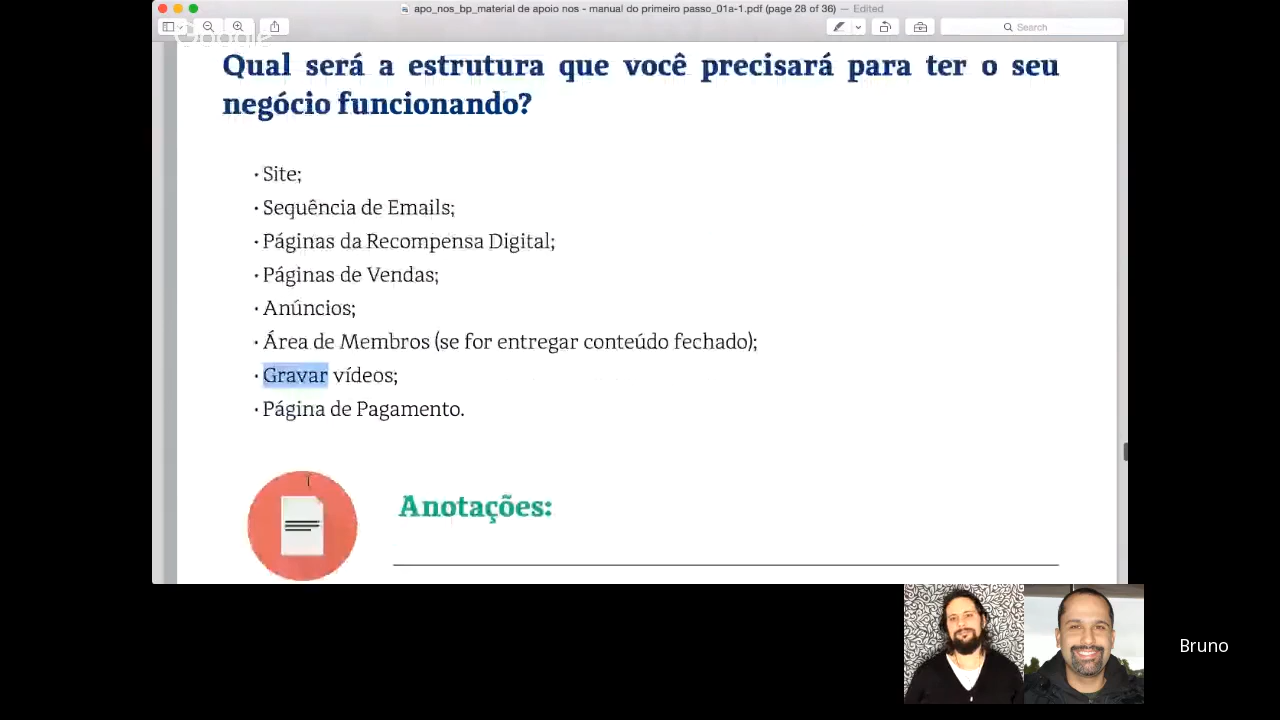 apo_nos_bp_material de apoio nos - manual do primeiro passo_01a-1.pdf (page 28 of 36) — Edited
Google
Search
Qual será a estrutura que você precisará para ter o seu
negócio funcionando?
· Site;
· Sequência de Emails;
· Páginas da Recompensa Digital;
· Páginas de Vendas;
· Anúncios;
· Área de Membros (se for entregar conteúdo fechado);
· Gravar vídeos;
· Página de Pagamento.
Anotações:
Bruno